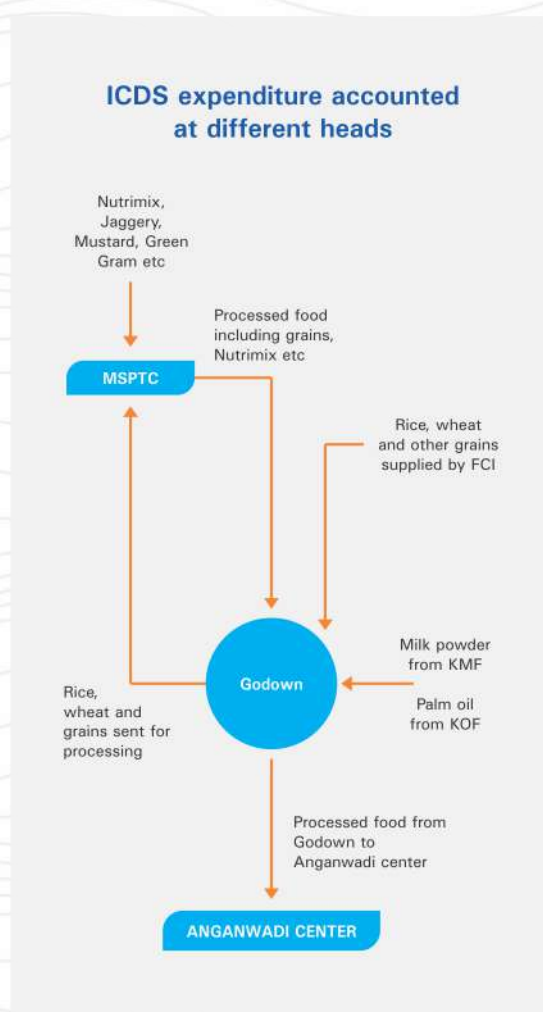 ICDS expenditure accounted
at different heads
Nutrimix,
Jaggery,
Mustard, Green
Gram etc
Processed food
including grains,
Nutrimix etc
MSPTC
Rice, wheat
and other grains
supplied by FCI
Milk powder
from KMF
Godown
Palm oil
from KOF
Rice,
wheat and
grains sent for
processing
Processed food from
Godown to
Anganwadi center
ANGANWADI CENTER